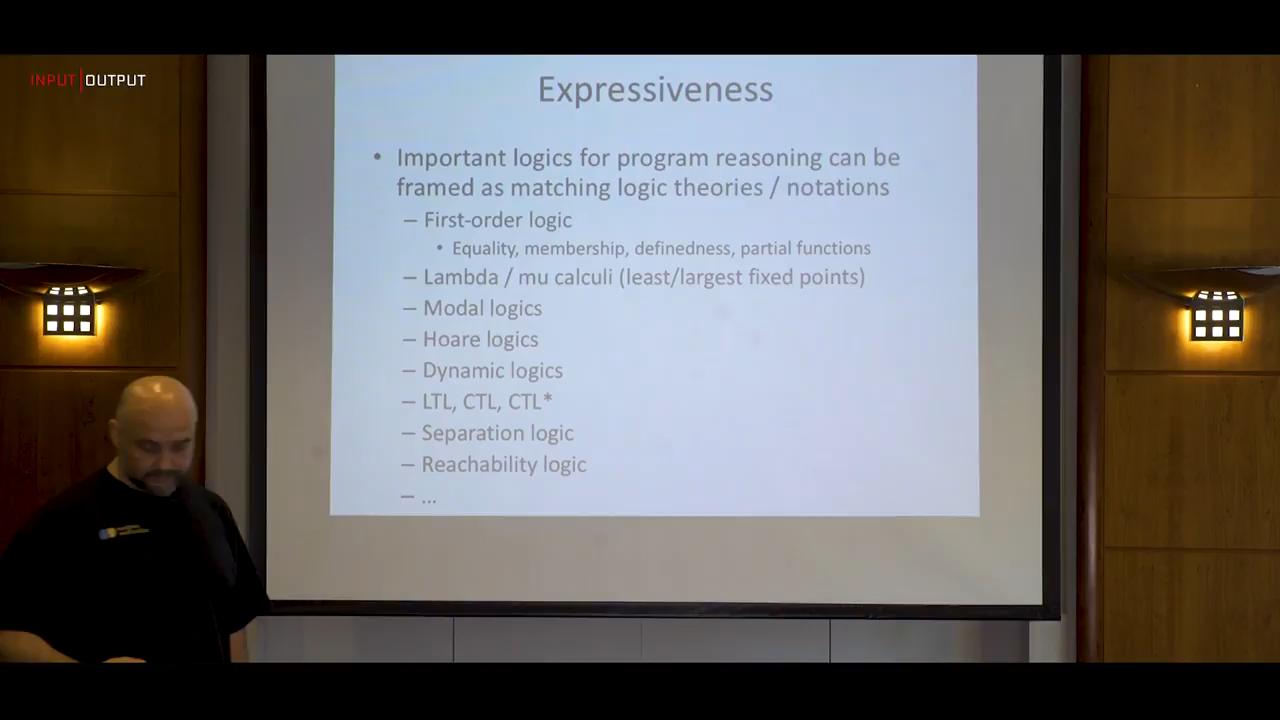 INPUT|OUTPUT
Expressiveness
• Important logics for program reasoning can be
framed as matching logic theories / notations
– First-order logic
• Equality, membership, definedness, partial functions
– Lambda / mu calculi (least/largest fixed points)
– Modal logics
– Hoare logics
– Dynamic logics
– LTL, CTL, CTL*
– Separation logic
– Reachability logic
– ...